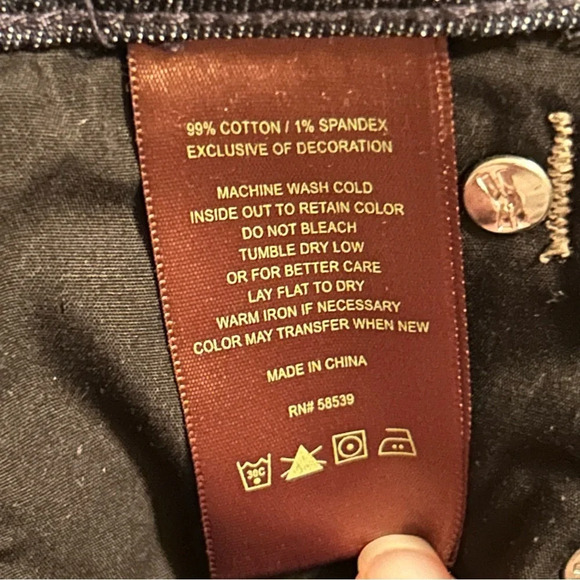 99% COTTON / 1% SPANDEX
EXCLUSIVE OF DECORATION
MACHINE WASH COLD
INSIDE OUT TO RETAIN COLOR
DO NOT BLEACH
TUMBLE DRY LOW
OR FOR BETTER CARE
LAY FLAT TO DRY
WARM IRON IF NECESSARY
COLOR MAY TRANSFER WHEN NEW
MADE IN CHINA
RN# 58539
30C